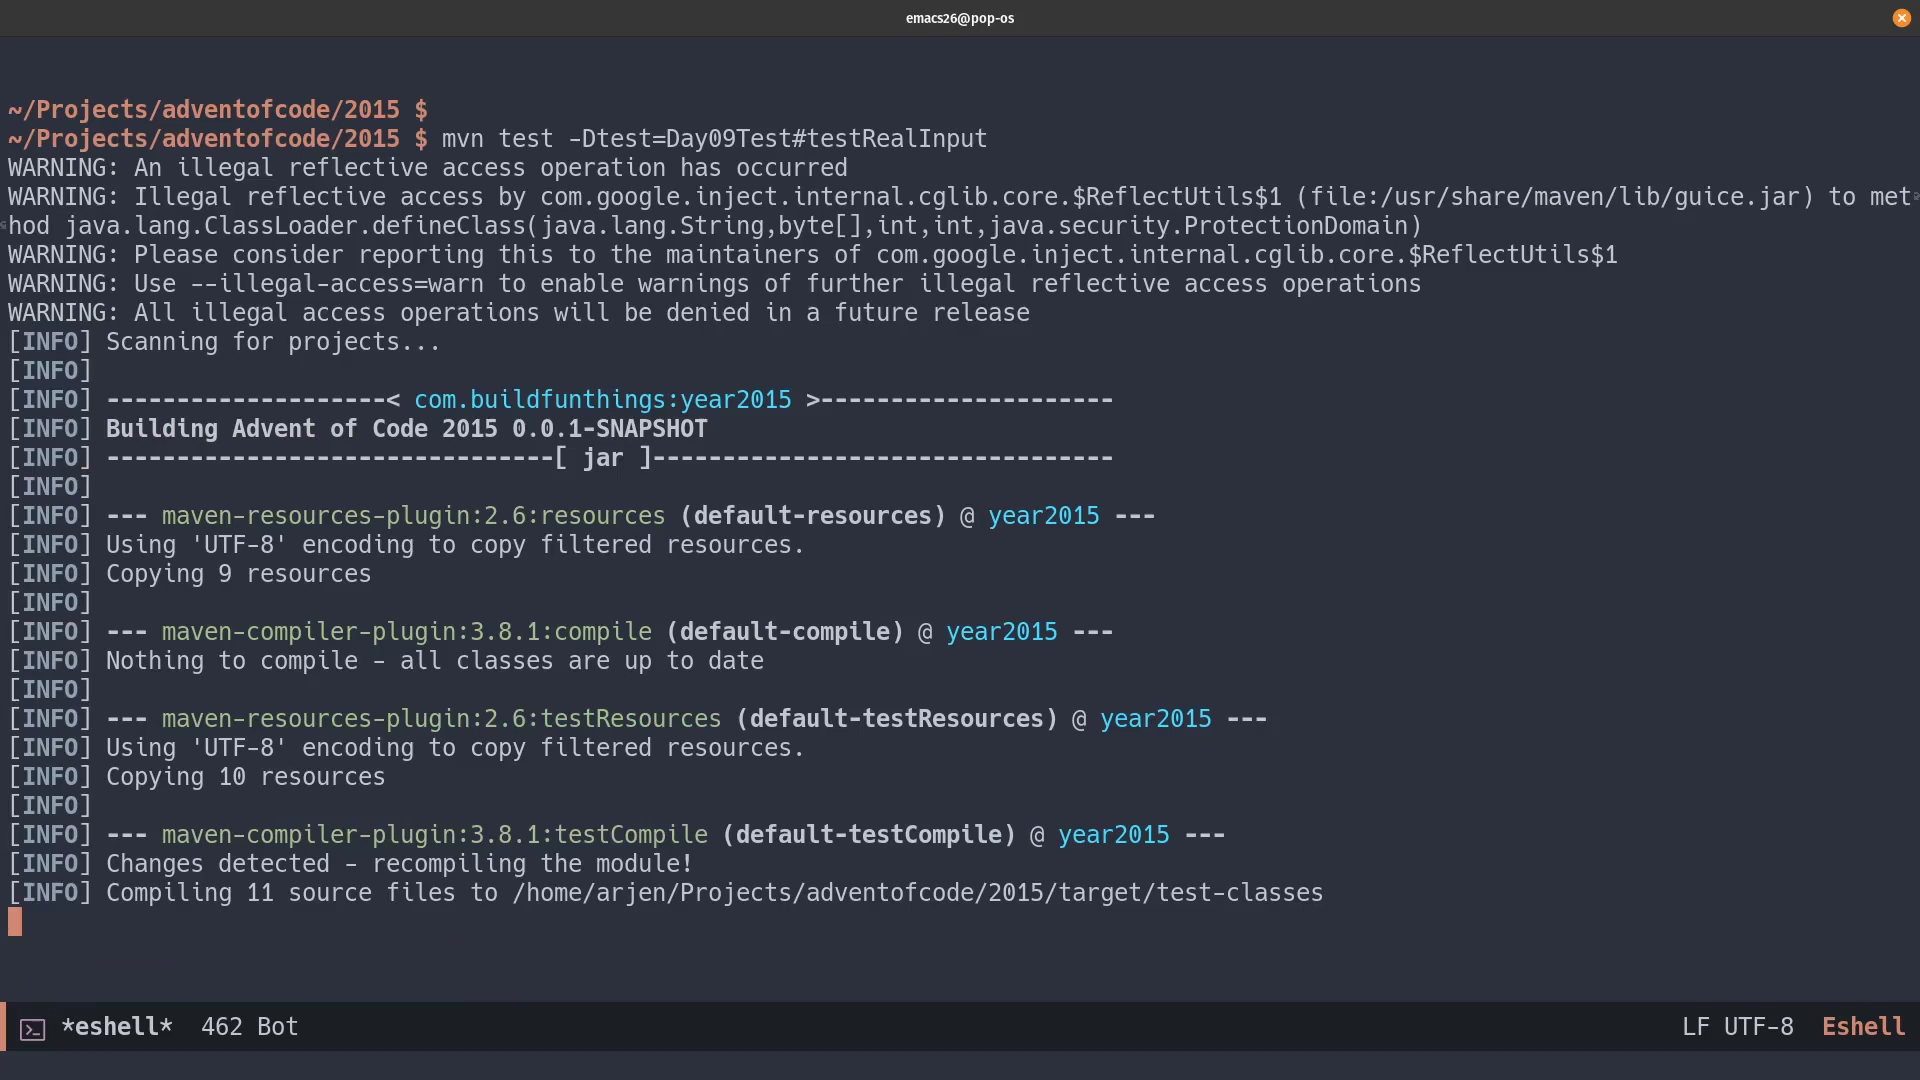 emacs26@pop-os
~/Projects/adventofcode/2015 $
~/Projects/adventofcode/2015 $ mvn test -Dtest=Day09Test#testRealInput
WARNING: An illegal reflective access operation has occurred
WARNING: Illegal reflective access by com.google.inject.internal.cglib.core.$ReflectUtils$1 (file:/usr/share/maven/lib/guice.jar) to met
hod java.lang.ClassLoader.defineClass(java.lang.String,byte[],int,int,java.security.ProtectionDomain)
WARNING: Please consider reporting this to the maintainers of com.google.inject.internal.cglib.core.$ReflectUtils$1
WARNING: Use --illegal-access=warn to enable warnings of further illegal reflective access operations
WARNING: All illegal access operations will be denied in a future release
[INFO] Scanning for projects...
[INFO]
[INFO] --------------------< com.buildfunthings:year2015 >---------------------
[INFO] Building Advent of Code 2015 0.0.1-SNAPSHOT
[INFO] --------------------------------[ jar ]---------------------------------
[INFO]
[INFO] --- maven-resources-plugin:2.6:resources (default-resources) @ year2015 ---
[INFO] Using 'UTF-8' encoding to copy filtered resources.
[INFO] Copying 9 resources
[INFO]
[INFO] --- maven-compiler-plugin:3.8.1:compile (default-compile) @ year2015 ---
[INFO] Nothing to compile - all classes are up to date
[INFO]
[INFO] --- maven-resources-plugin:2.6:testResources (default-testResources) @ year2015 ---
[INFO] Using 'UTF-8' encoding to copy filtered resources.
[INFO] Copying 10 resources
[INFO]
[INFO] --- maven-compiler-plugin:3.8.1:testCompile (default-testCompile) @ year2015 ---
[INFO] Changes detected - recompiling the module!
[INFO] Compiling 11 source files to /home/arjen/Projects/adventofcode/2015/target/test-classes
*eshell* 462 Bot LF UTF-8 Eshell